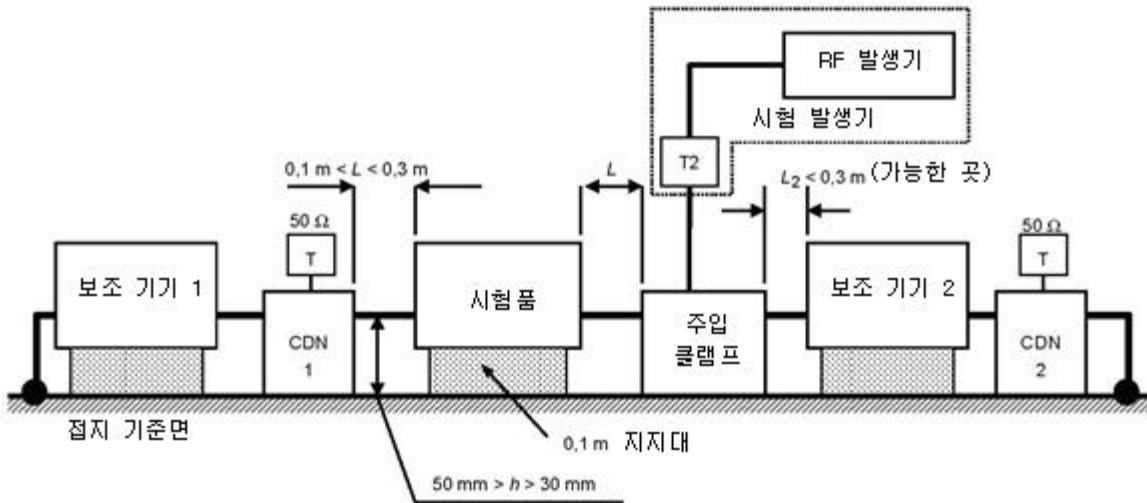 RF 발생기
시험 발생기
T2
0,1 m < L < 0,3 m
L
L₂ < 0,3 m (가능한 곳)
50 Ω
T
50 Ω
T
보조 기기 1
CDN
1
시험품
주입
클램프
보조 기기 2
CDN
2
접지 기준면
0,1 m 지지대
50 mm > h > 30 mm